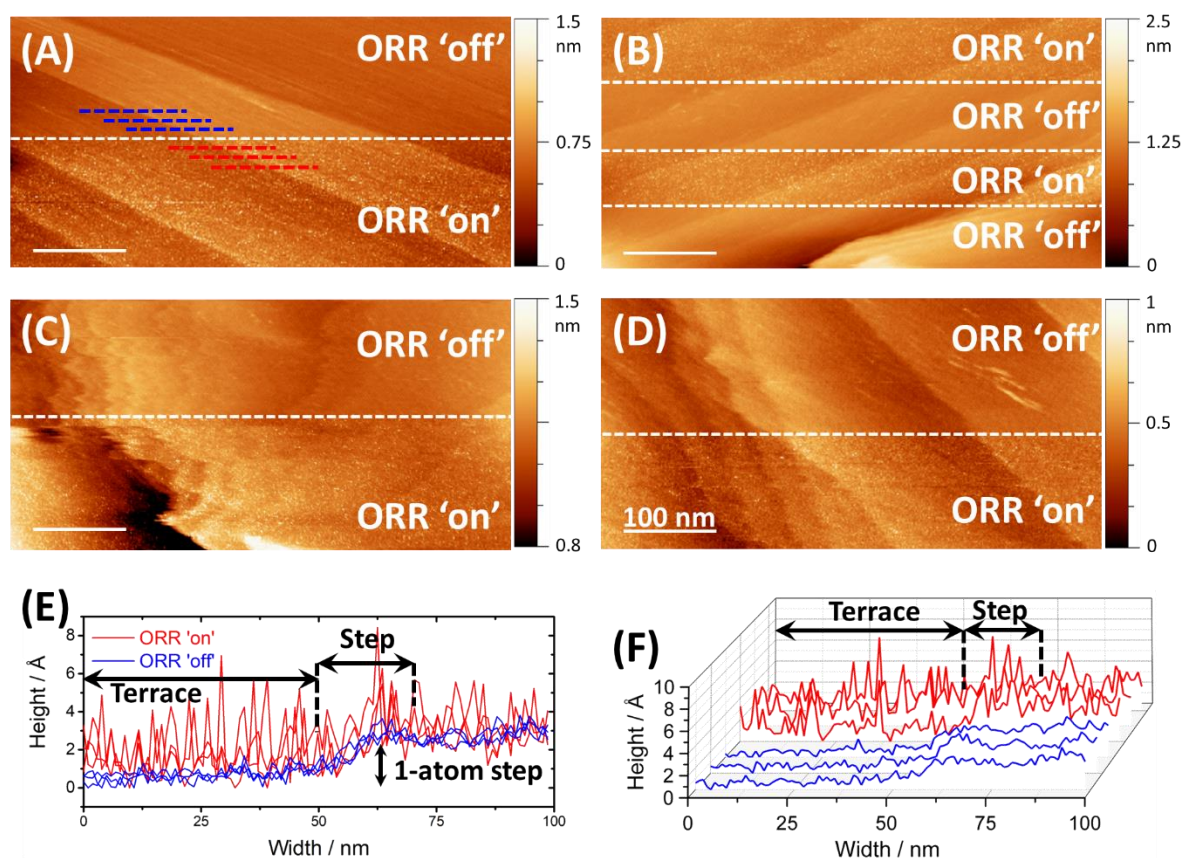 (A)
ORR ‘off’
ORR ‘on’
1.5
nm
0.75
0
(B)
ORR ‘on’
ORR ‘off’
ORR ‘on’
ORR ‘off’
2.5
nm
1.25
0
(C)
ORR ‘off’
ORR ‘on’
1.5
nm
0.8
(D)
ORR ‘off’
ORR ‘on’
100 nm
1
nm
0.5
0
(E)
ORR 'on'
ORR 'off'
Step
Terrace
1-atom step
Height / Å
8
6
4
2
0
0 25 50 75 100
Width / nm
(F)
Terrace
Step
Height / Å
10
8
6
4
2
0
0 25 50 75 100
Width / nm